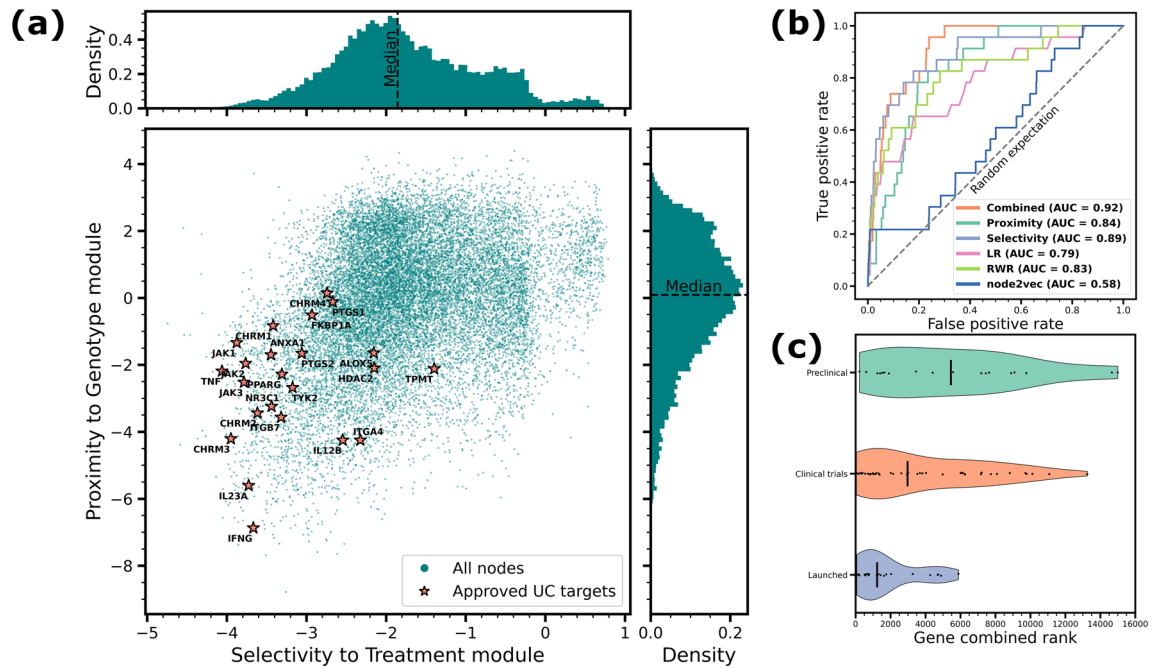 (a)
Density
0.4
0.2
0.0
Median
Proximity to Genotype module
4
2
0
−2
−4
−6
−8
CHRM4
PTGS1
FKBP1A
CHRM1
ANXA1
JAK1
PTGS2
ALOX5
JAK2
TNF
PPARG
HDAC2
TPMT
JAK3
NR3C1
TYK2
CHRM2
ITGB7
ITGA4
CHRM3
IL12B
IL23A
IFNG
All nodes
Approved UC targets
−5
−4
−3
−2
−1
0
1
Selectivity to Treatment module
Median
0.0
0.2
Density
(b)
True positive rate
1.0
0.8
0.6
0.4
0.2
0.0
Random expectation
Combined (AUC = 0.92)
Proximity (AUC = 0.84)
Selectivity (AUC = 0.89)
LR (AUC = 0.79)
RWR (AUC = 0.83)
node2vec (AUC = 0.58)
0.0
0.2
0.4
0.6
0.8
1.0
False positive rate
(c)
Preclinical
Clinical trials
Launched
0
2000
4000
6000
8000
10000
12000
14000
16000
Gene combined rank